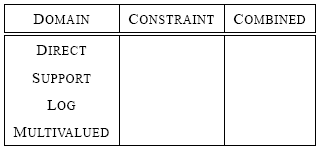 DOMAIN CONSTRAINT COMBINED
DIRECT
SUPPORT
LOG
MULTIVALUED